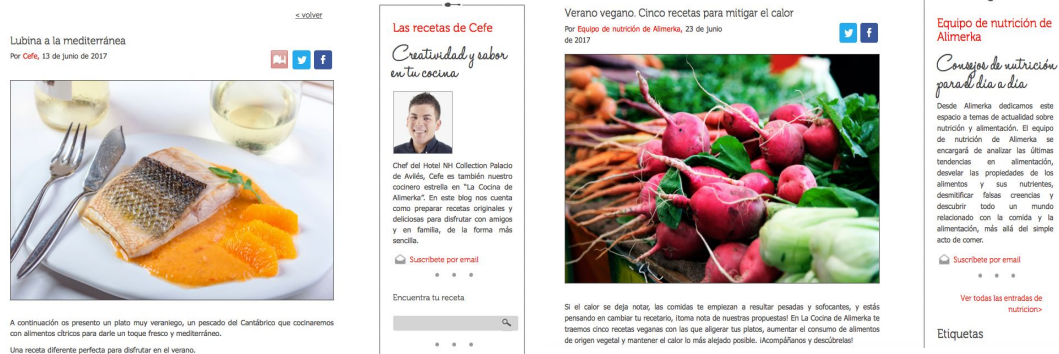 < volver
Lubina a la mediterránea
Por Cefe, 13 de junio de 2017
A continuación os presento un plato muy veraniego, un pescado del Cantábrico que cocinaremos
con alimentos cítricos para darle un toque fresco y mediterráneo.
Una receta diferente perfecta para disfrutar en el verano.
Las recetas de Cefe
Creatividad y sabor
en tu cocina
Chef del Hotel NH Collection Palacio
de Avilés, Cefe es también nuestro
cocinero estrella en "La Cocina de
Alimerka". En este blog nos cuenta
como preparar recetas originales y
deliciosas para disfrutar con amigos
y en familia, de la forma más
sencilla.
Suscríbete por email
Encuentra tu receta
Verano vegano. Cinco recetas para mitigar el calor
Por Equipo de nutrición de Alimerka, 23 de junio
de 2017
Si el calor se deja notar, las comidas te empiezan a resultar pesadas y sofocantes, y estás
pensando en cambiar tu recetario, ¡toma nota de nuestras propuestas! En La Cocina de Alimerka te
traemos cinco recetas veganas con las que aligerar tus platos, aumentar el consumo de alimentos
de origen vegetal y mantener el calor lo más alejado posible. ¡Acompáñanos y descúbrelas!
Equipo de nutrición de
Alimerka
Consejos de nutrición
para el día a día
Desde Alimerka dedicamos este
espacio a temas de actualidad sobre
nutrición y alimentación. El equipo
de nutrición de Alimerka se
encargará de analizar las últimas
tendencias en alimentación,
desvelar las propiedades de los
alimentos y sus nutrientes,
desmitificar falsas creencias y
descubrir todo un mundo
relacionado con la comida y la
alimentación, más allá del simple
acto de comer.
Suscríbete por email
Ver todas las entradas de
nutricion>
Etiquetas